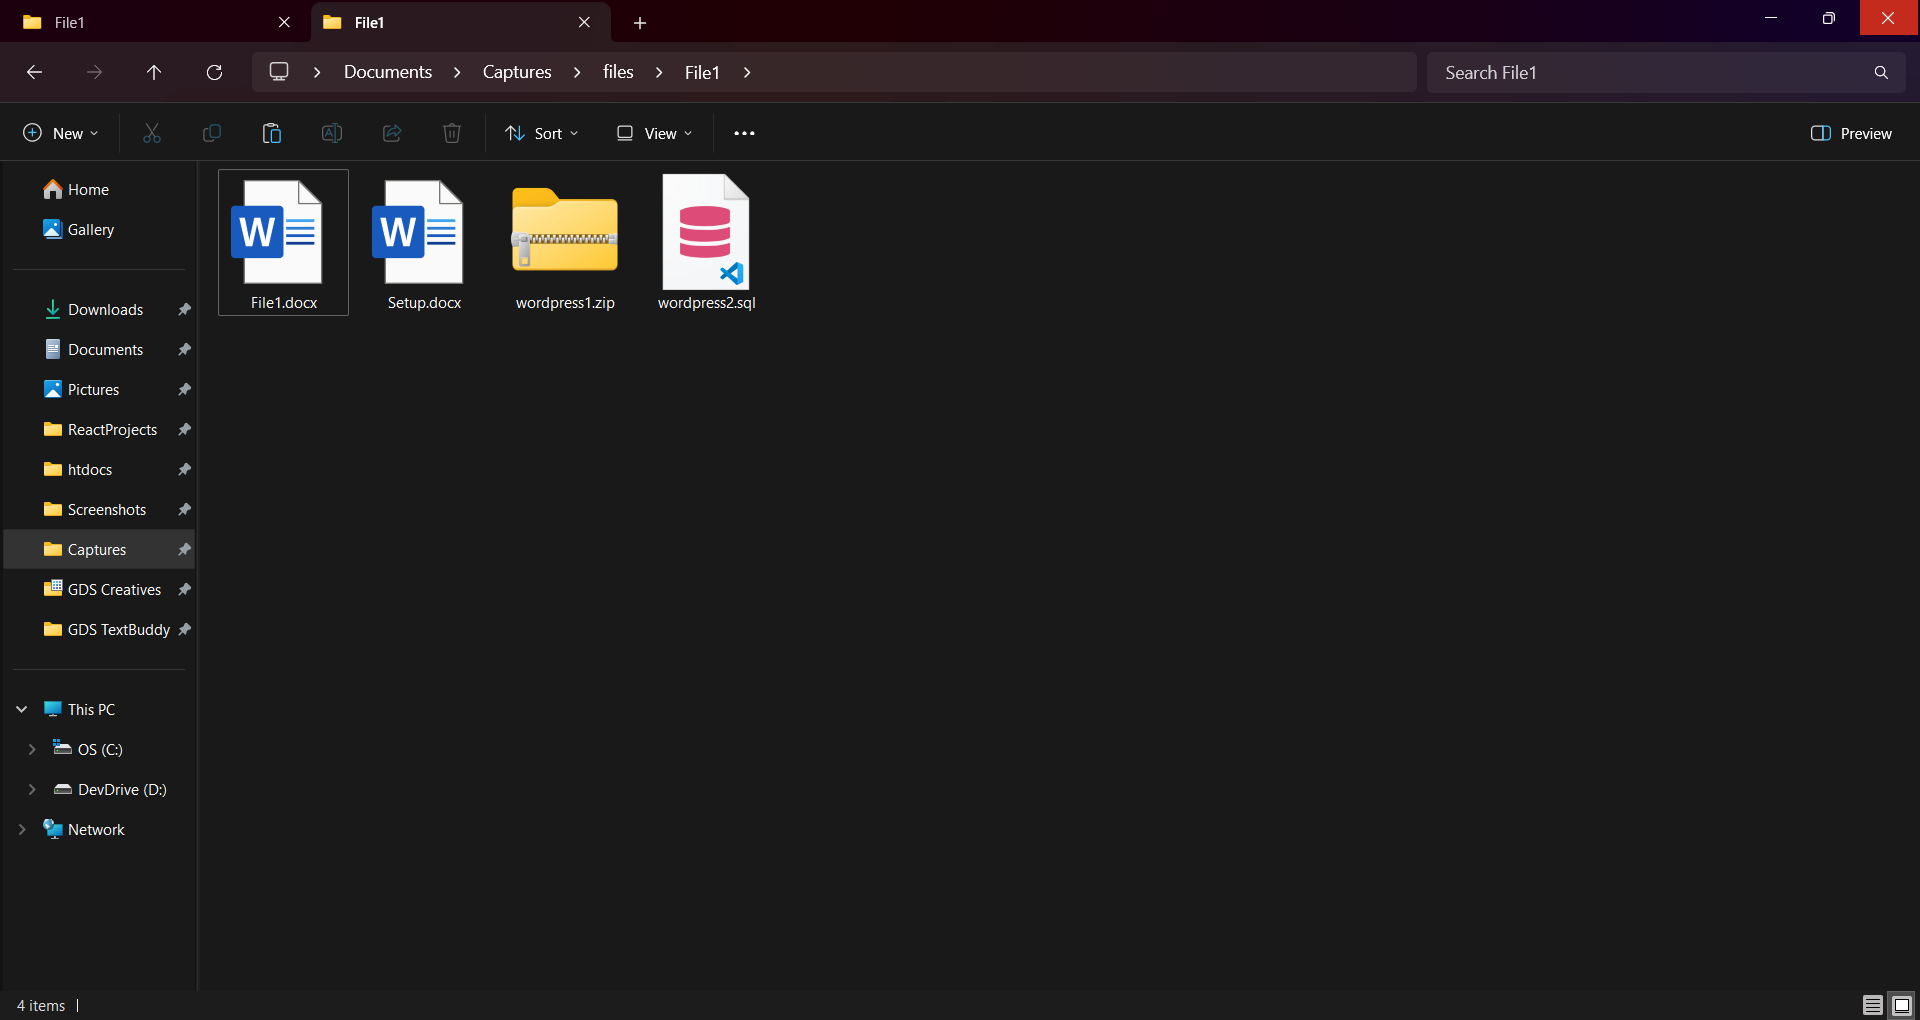 File1
File1
Documents > Captures > files > File1 >
Search File1
New
Sort
View
Preview
Home
Gallery
Downloads
Documents
Pictures
ReactProjects
htdocs
Screenshots
Captures
GDS Creatives
GDS TextBuddy
This PC
OS (C:)
DevDrive (D:)
Network
W
File1.docx
W
Setup.docx
wordpress1.zip
wordpress2.sql
4 items